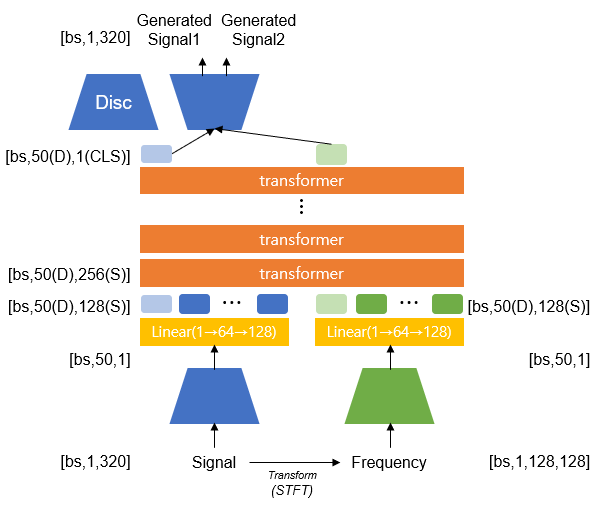 Generated Signal1
Generated Signal2
[bs,1,320]
Disc
[bs,50(D),1(CLS)]
transformer
⋮
transformer
[bs,50(D),256(S)]
transformer
[bs,50(D),128(S)]
...
...
[bs,50(D),128(S)]
Linear(1→64→128)
Linear(1→64→128)
[bs,50,1]
[bs,50,1]
[bs,1,320]
Signal
Transform
(STFT)
Frequency
[bs,1,128,128]